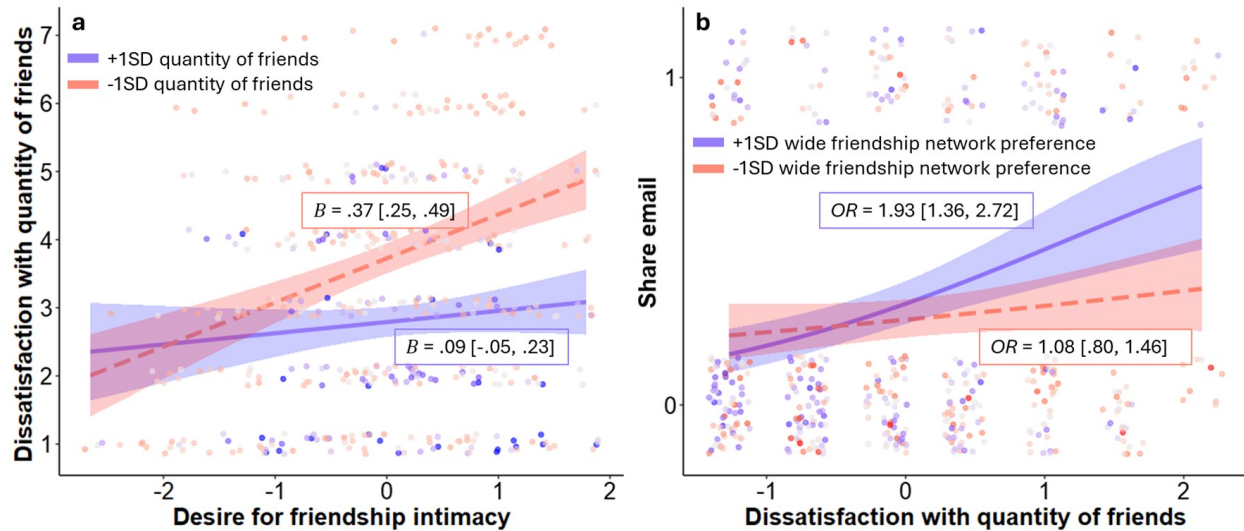 a
Dissatisfaction with quantity of friends
7
6
5
4
3
2
1
+1SD quantity of friends
-1SD quantity of friends
B = .37 [.25, .49]
B = .09 [-.05, .23]
-2
-1
0
1
2
Desire for friendship intimacy
b
Share email
1
0
+1SD wide friendship network preference
-1SD wide friendship network preference
OR = 1.93 [1.36, 2.72]
OR = 1.08 [.80, 1.46]
-1
0
1
2
Dissatisfaction with quantity of friends